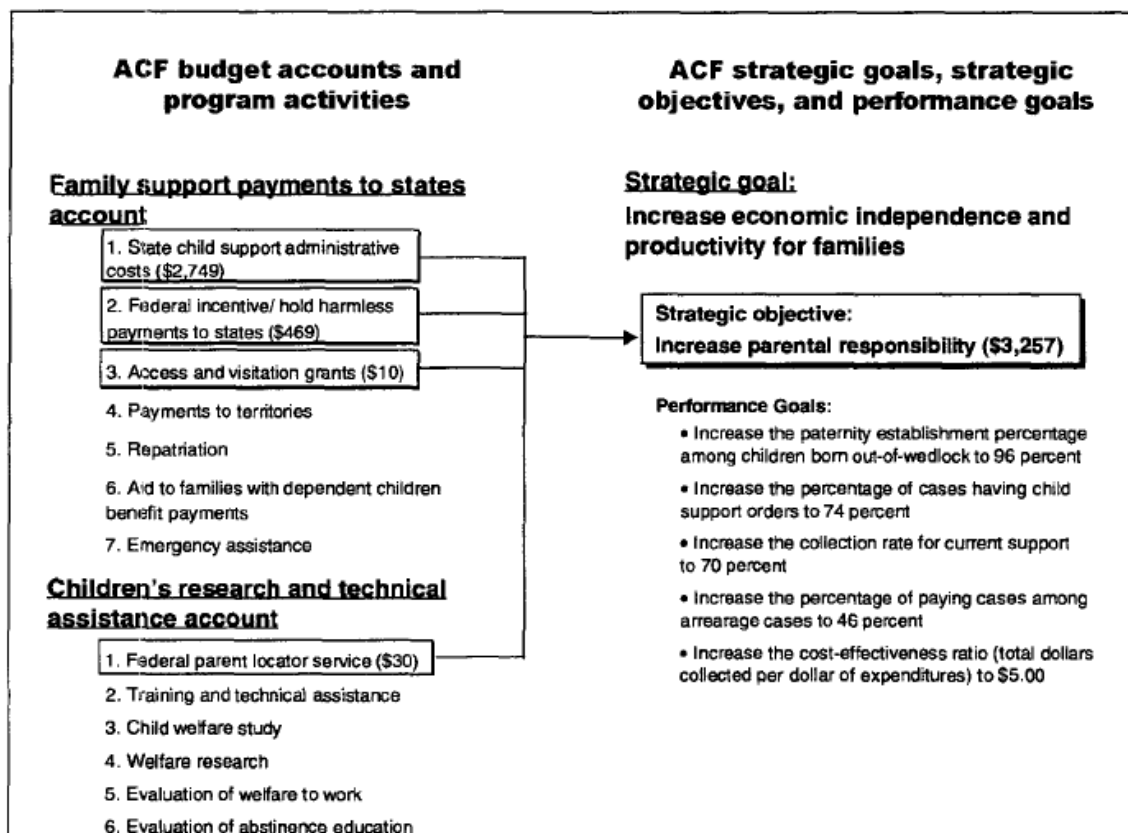 ACF budget accounts and
program activities
Family support payments to states
account
1. State child support administrative
costs ($2,749)
2. Federal incentive/ hold harmless
payments to states ($469)
3. Access and visitation grants ($10)
4. Payments to territories
5. Repatriation
6. Aid to families with dependent children
benefit payments
7. Emergency assistance
Children's research and technical
assistance account
1. Federal parent locator service ($30)
2. Training and technical assistance
3. Child welfare study
4. Welfare research
5. Evaluation of welfare to work
6. Evaluation of abstinence education
ACF strategic goals, strategic
objectives, and performance goals
Strategic goal:
Increase economic independence and
productivity for families
Strategic objective:
Increase parental responsibility ($3,257)
Performance Goals:
• Increase the paternity establishment percentage
among children born out-of-wedlock to 96 percent
• Increase the percentage of cases having child
support orders to 74 percent
• Increase the collection rate for current support
to 70 percent
• Increase the percentage of paying cases among
arrearage cases to 46 percent
• Increase the cost-effectiveness ratio (total dollars
collected per dollar of expenditures) to $5.00